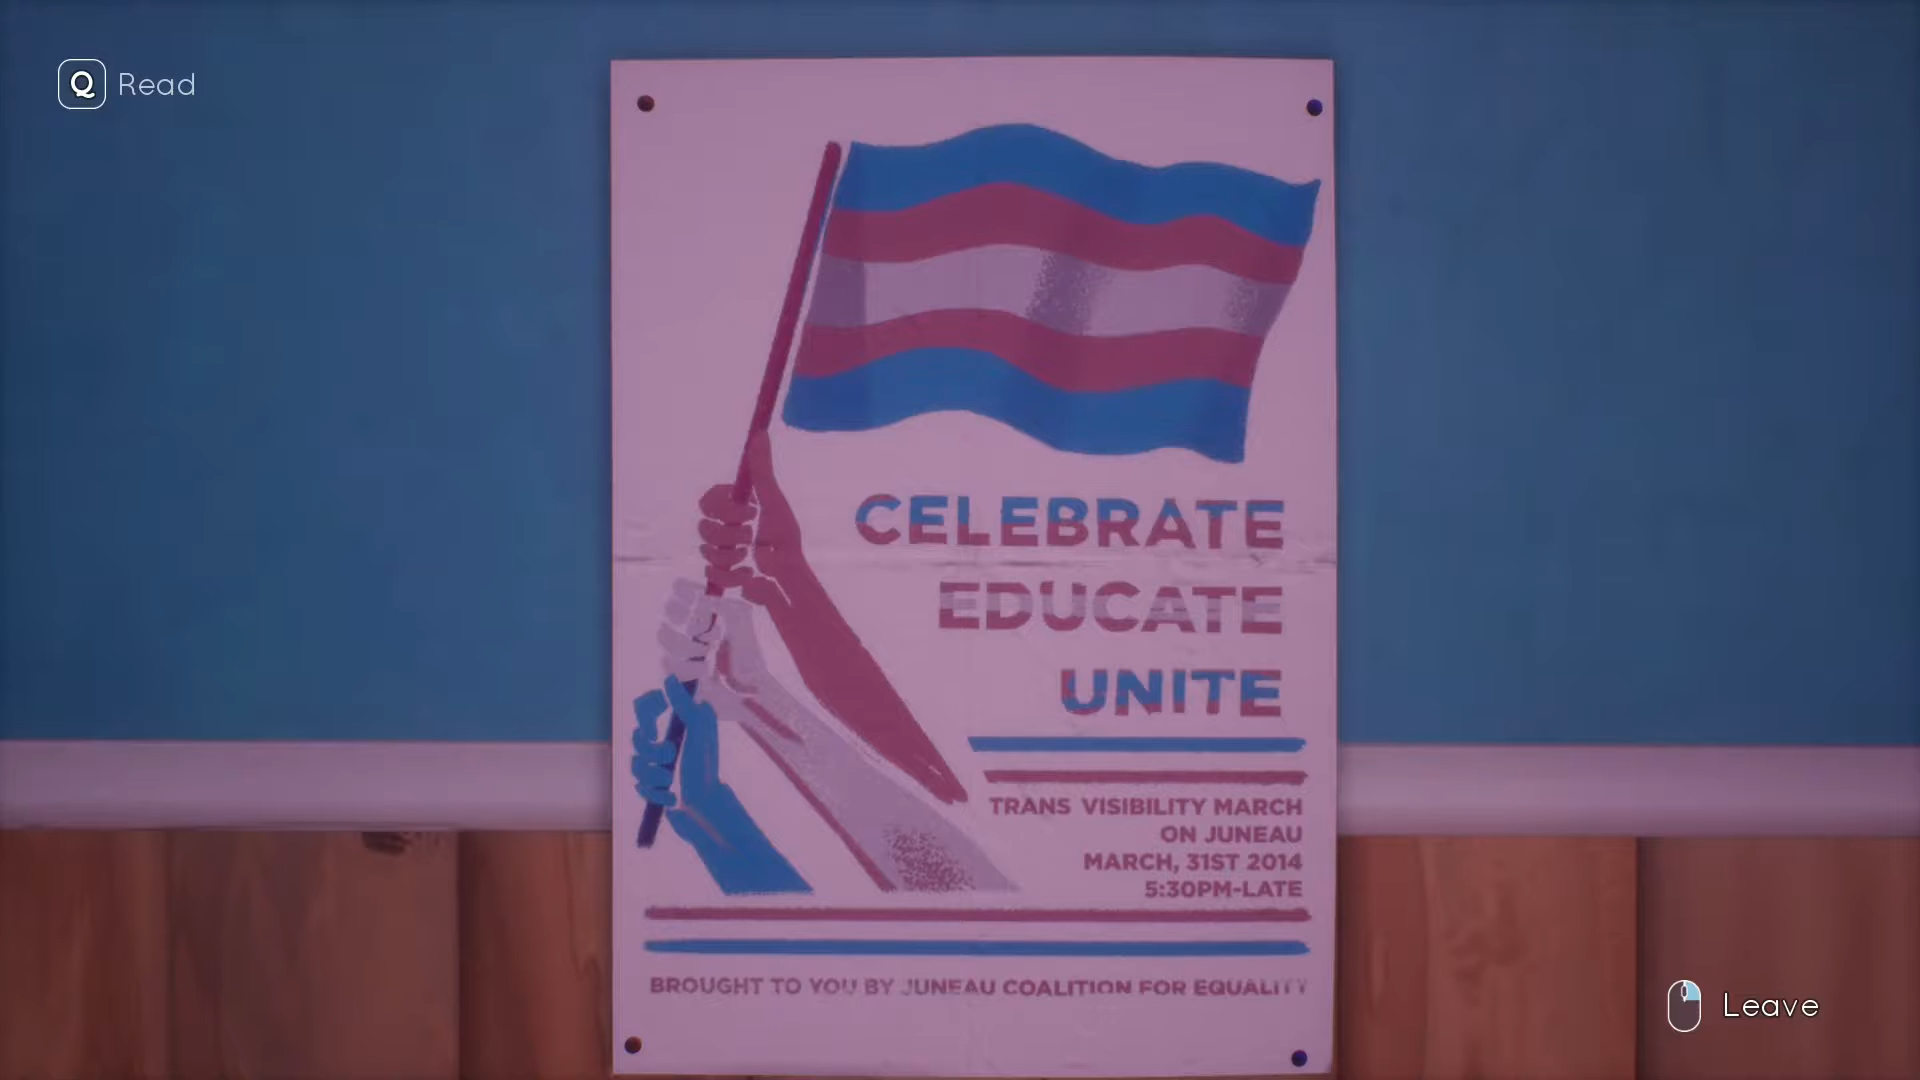 Q Read
CELEBRATE
EDUCATE
UNITE
TRANS VISIBILITY MARCH
ON JUNEAU
MARCH, 31ST 2014
5:30PM-LATE
BROUGHT TO YOU BY JUNEAU COALITION FOR EQUALITY
Leave